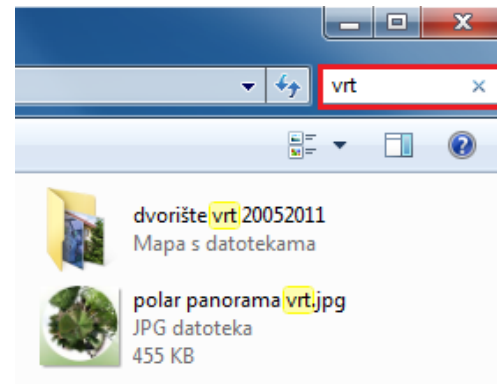 vrt
dvorište vrt 20052011
Mapa s datotekama
polar panorama vrt.jpg
JPG datoteka
455 KB